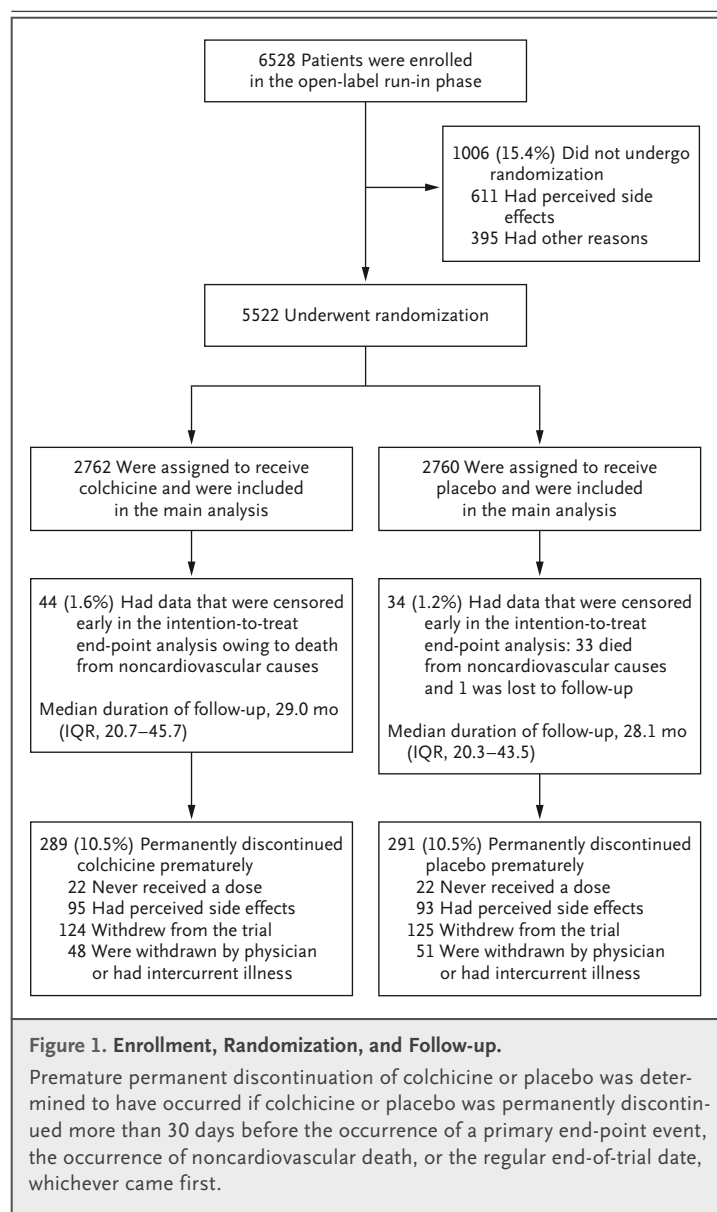 6528 Patients were enrolled
in the open-label run-in phase
1006 (15.4%) Did not undergo
randomization
611 Had perceived side
effects
395 Had other reasons
5522 Underwent randomization
2762 Were assigned to receive
colchicine and were included
in the main analysis
2760 Were assigned to receive
placebo and were included
in the main analysis
44 (1.6%) Had data that were censored
early in the intention-to-treat
end-point analysis owing to death
from noncardiovascular causes
Median duration of follow-up, 29.0 mo
(IQR, 20.7–45.7)
34 (1.2%) Had data that were censored
early in the intention-to-treat
end-point analysis: 33 died
from noncardiovascular causes
and 1 was lost to follow-up
Median duration of follow-up, 28.1 mo
(IQR, 20.3–43.5)
289 (10.5%) Permanently discontinued
colchicine prematurely
22 Never received a dose
95 Had perceived side effects
124 Withdrew from the trial
48 Were withdrawn by physician
or had intercurrent illness
291 (10.5%) Permanently discontinued
placebo prematurely
22 Never received a dose
93 Had perceived side effects
125 Withdrew from the trial
51 Were withdrawn by physician
or had intercurrent illness
Figure 1. Enrollment, Randomization, and Follow-up.
Premature permanent discontinuation of colchicine or placebo was deter-
mined to have occurred if colchicine or placebo was permanently discontin-
ued more than 30 days before the occurrence of a primary end-point event,
the occurrence of noncardiovascular death, or the regular end-of-trial date,
whichever came first.